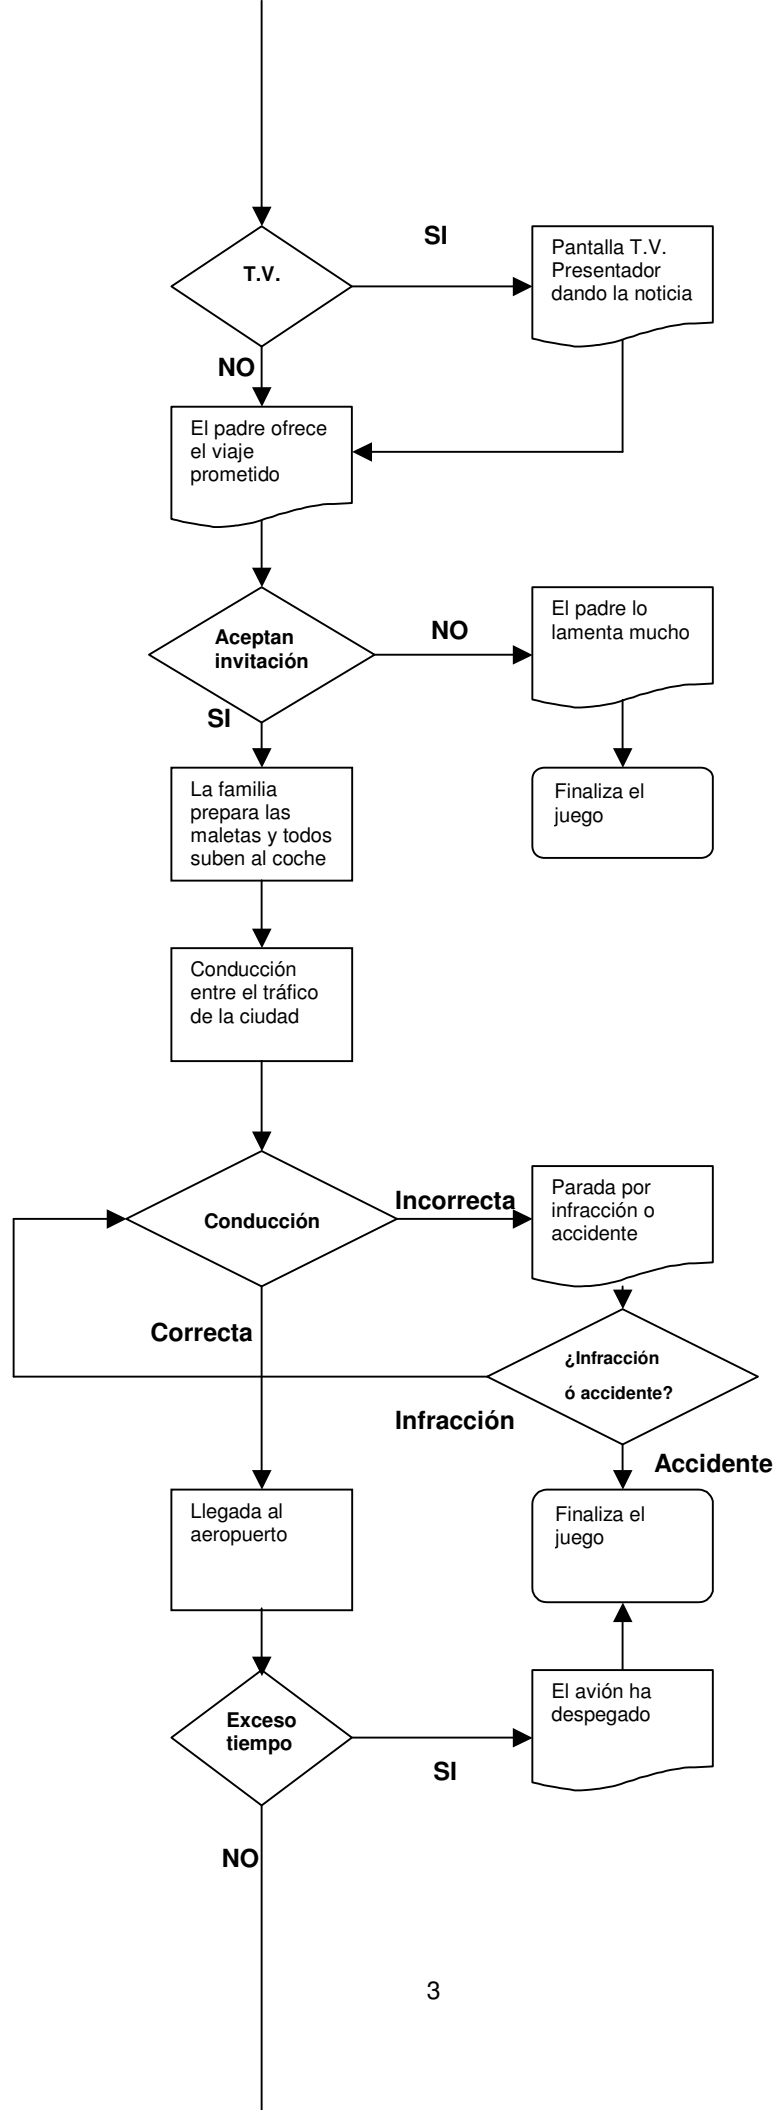 SI
T.V.
Pantalla T.V.
Presentador
dando la noticia
NO
El padre ofrece
el viaje
prometido
Aceptan
invitación
NO
El padre lo
lamenta mucho
SI
La familia
prepara las
maletas y todos
suben al coche
Finaliza el
juego
Conducción
entre el tráfico
de la ciudad
Conducción
Incorrecta
Parada por
infracción o
accidente
Correcta
¿Infracción
ó accidente?
Infracción
Accidente
Llegada al
aeropuerto
Finaliza el
juego
Exceso
tiempo
SI
El avión ha
despegado
NO
3